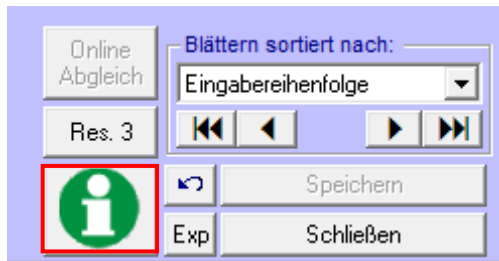 Online
Abgleich
Res. 3
Blättern sortiert nach:
Eingabereihenfolge
Speichern
Exp
Schließen